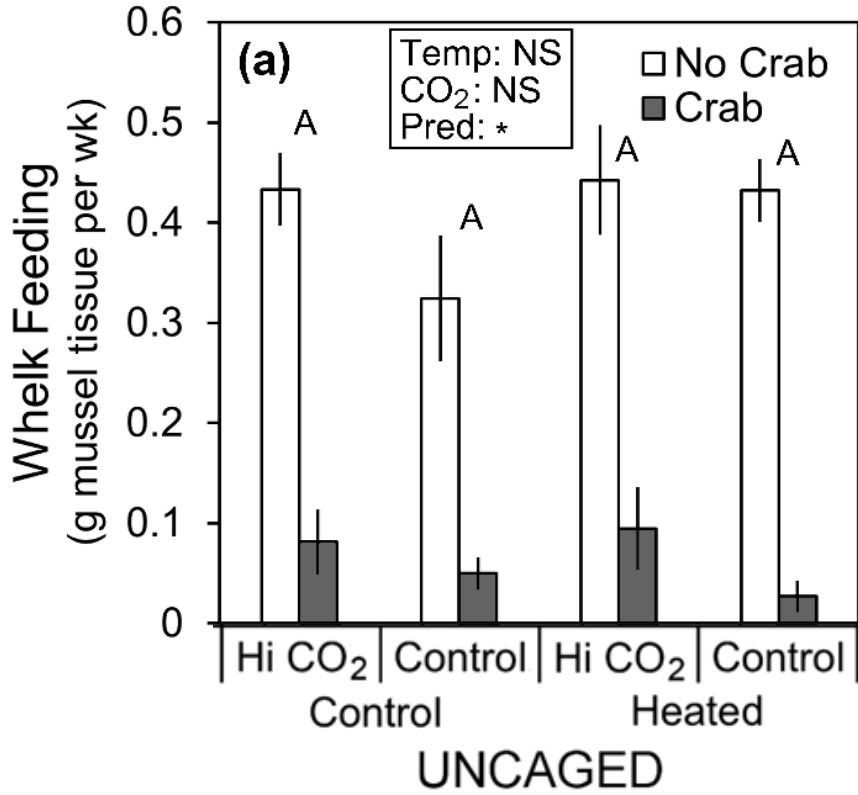 (a)
Temp: NS
CO₂: NS
Pred: *
No Crab
Crab
Whelk Feeding
(g mussel tissue per wk)
0.6
0.5
0.4
0.3
0.2
0.1
0
A
A
A
A
Hi CO₂
Control
Hi CO₂
Control
Control
Heated
UNCAGED